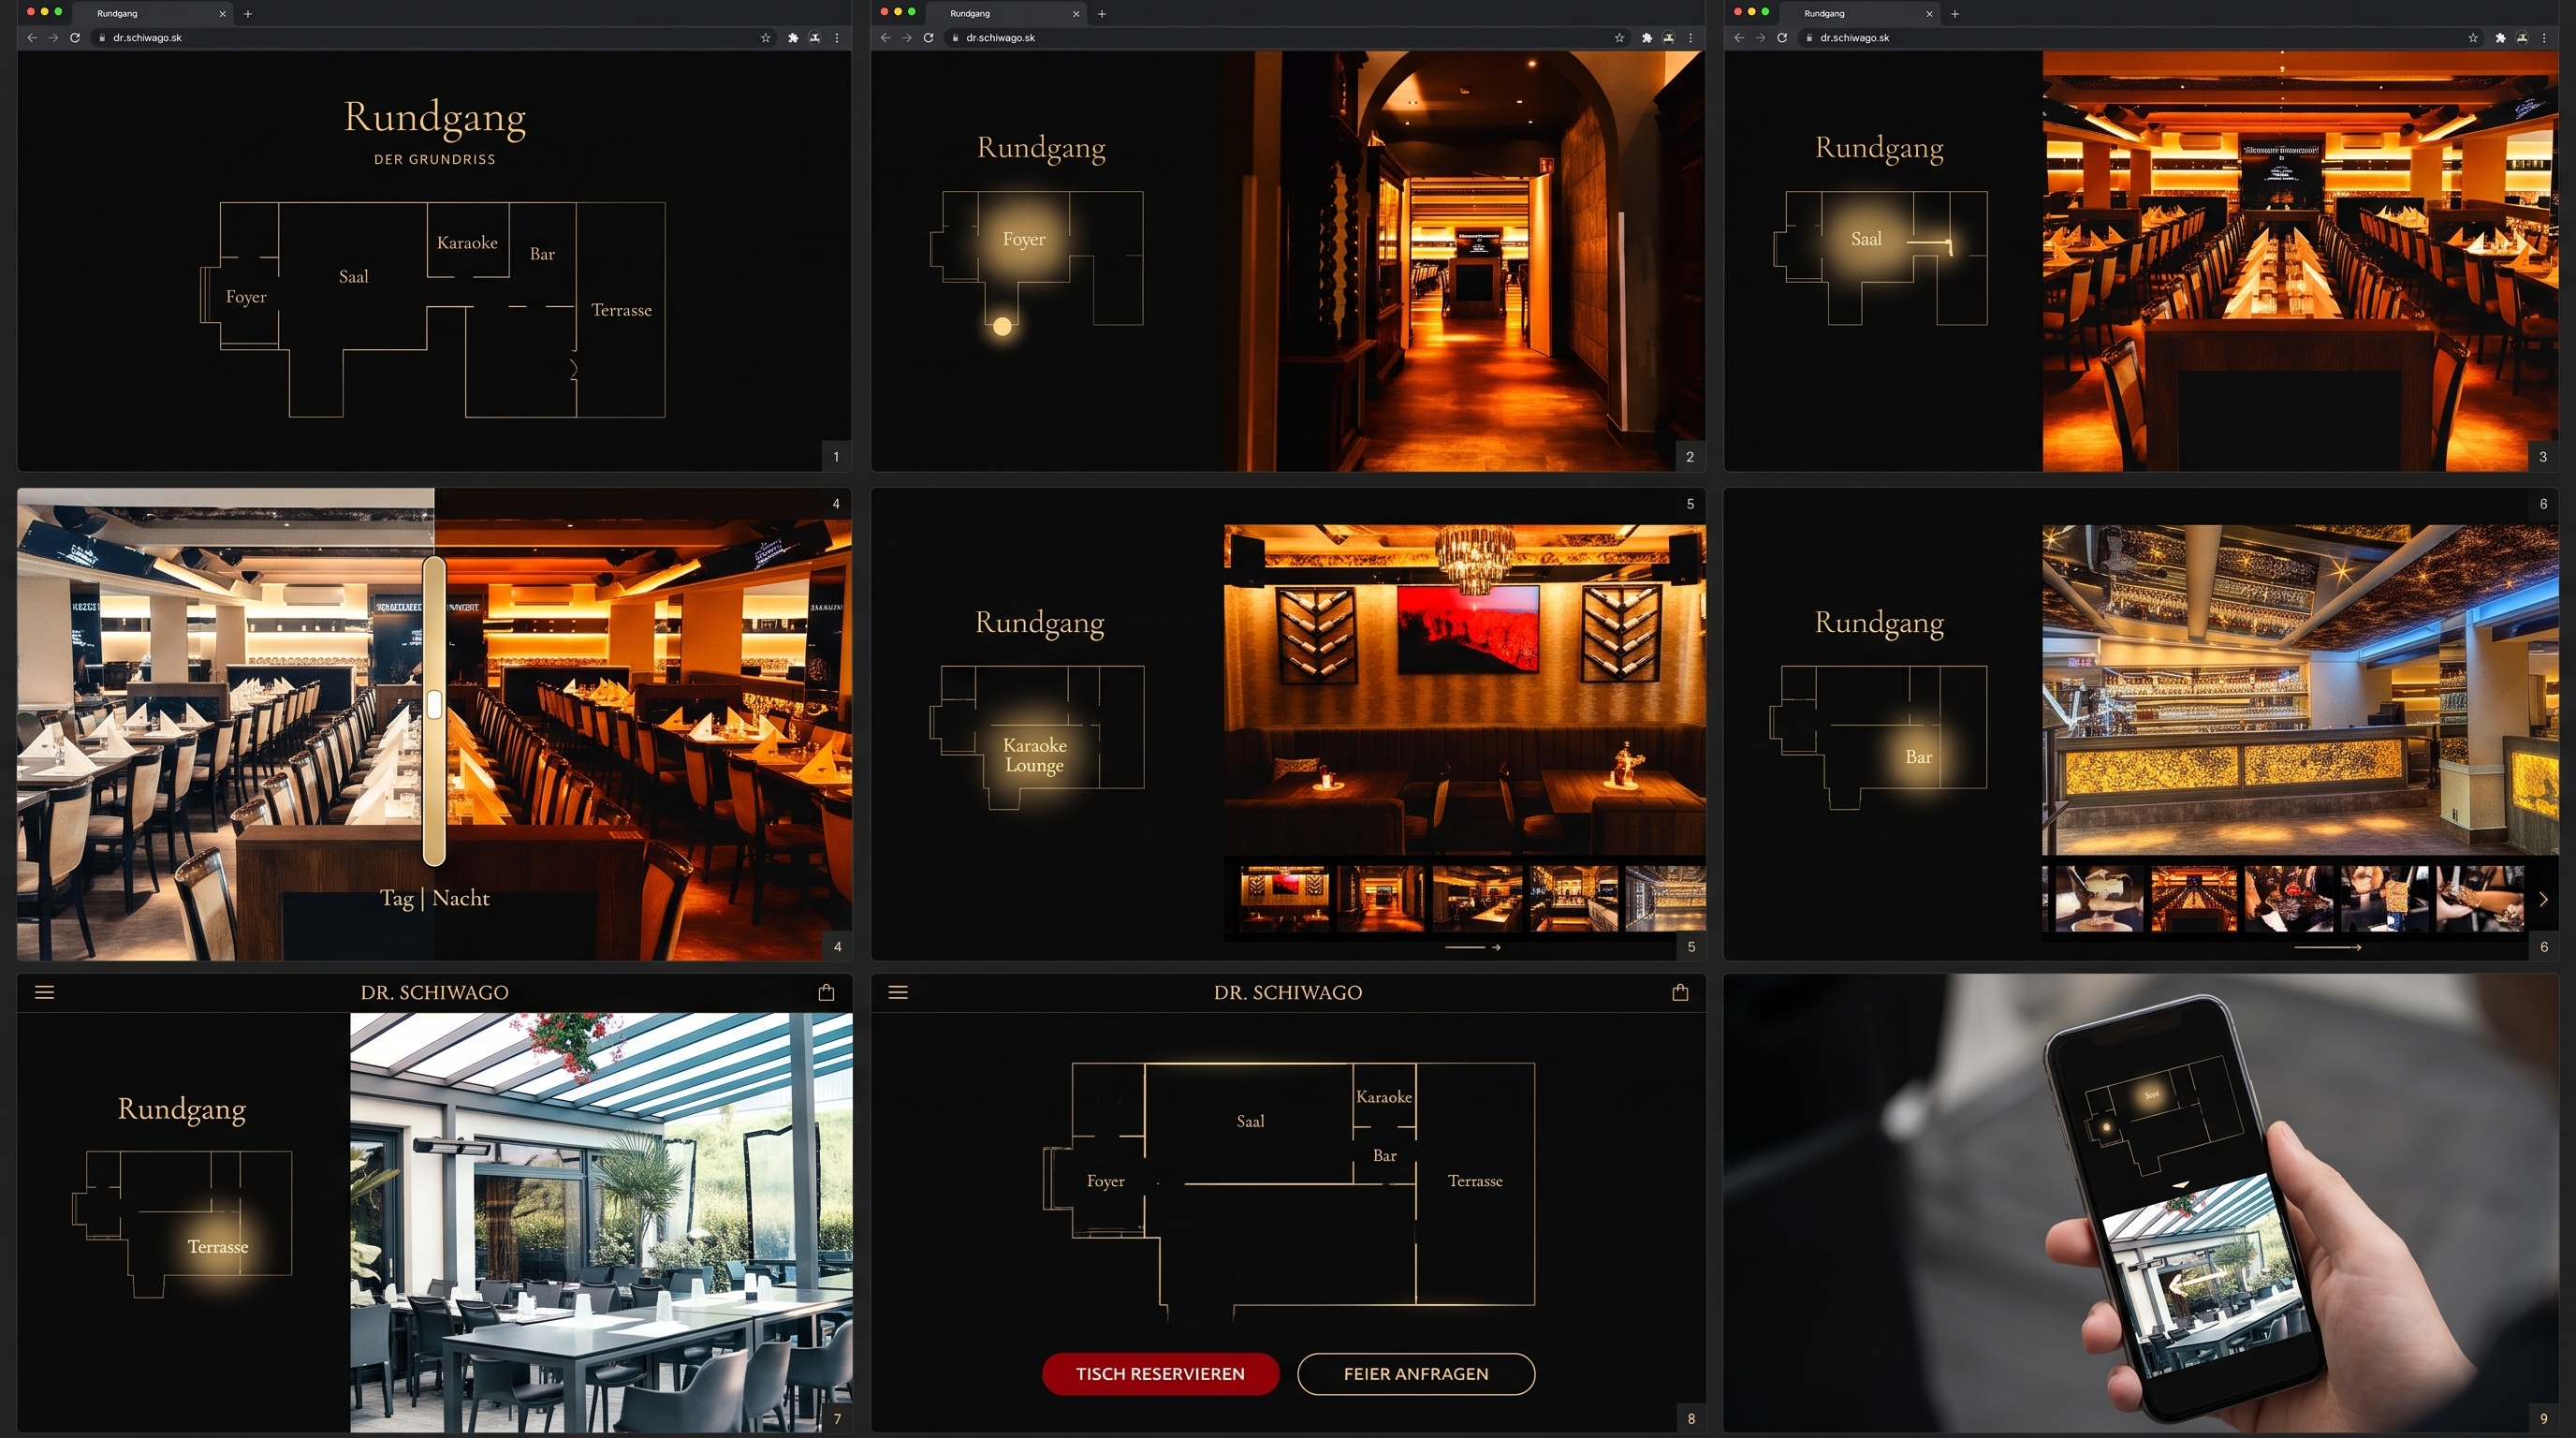 Rundgang
dr.schiwago.sk
Rundgang
DER GRUNDRISS
Karaoke
Bar
Saal
Foyer
Terrasse
1
Rundgang
dr.schiwago.sk
Rundgang
Foyer
2
Rundgang
dr.schiwago.sk
Rundgang
Saal
3
4
Tag | Nacht
4
5
Rundgang
Karaoke
Lounge
5
6
Rundgang
Bar
6
DR. SCHIWAGO
Rundgang
Terrasse
7
DR. SCHIWAGO
Karaoke
Saal
Bar
Foyer
Terrasse
TISCH RESERVIEREN
FEIER ANFRAGEN
8
Saal
9